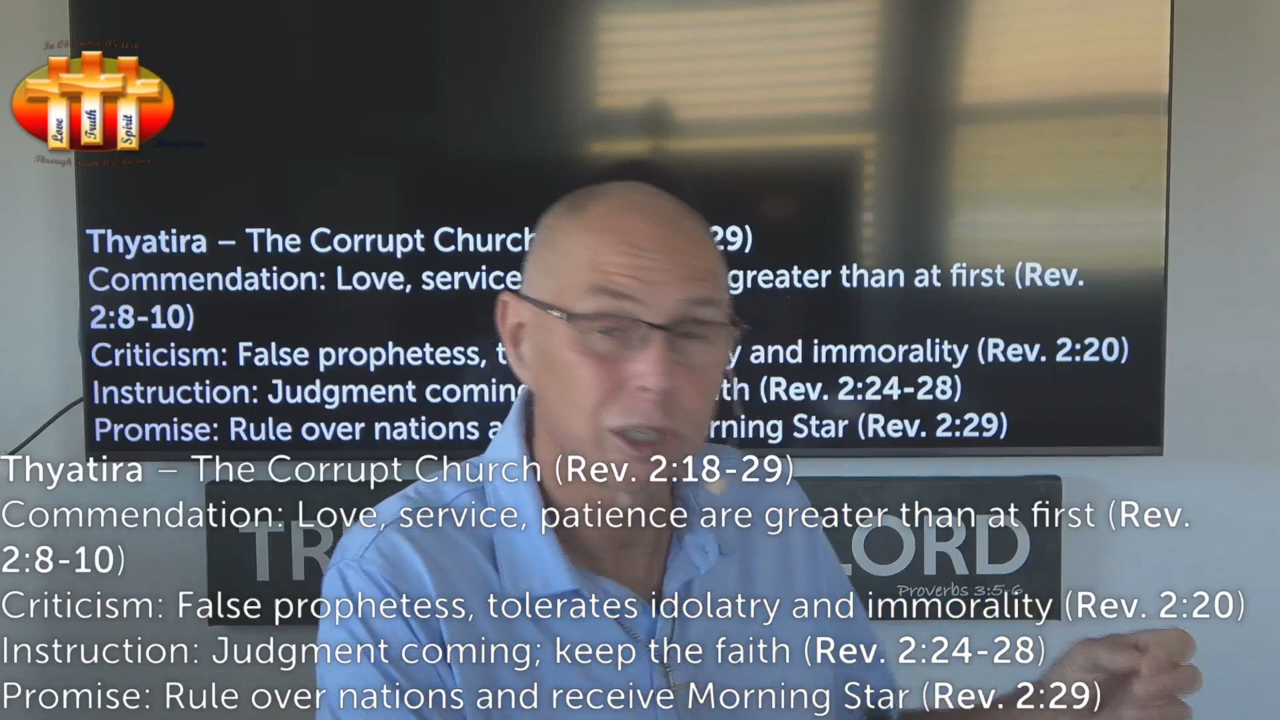 Love
Truth
Spirit
Thyatira – The Corrupt Church 29)
Commendation: Love, service greater than at first (Rev.
2:8-10)
Criticism: False prophetess, and immorality (Rev. 2:20)
Instruction: Judgment (Rev. 2:24-28)
Promise: Rule over nations Star (Rev. 2:29)
Thyatira – The Corrupt Church (Rev. 2:18-29)
Commendation: Love, service, patience are greater than at first (Rev.
2:8-10)
LORD
Proverbs 3:5,6
Criticism: False prophetess, tolerates idolatry and immorality (Rev. 2:20)
Instruction: Judgment coming; keep the faith (Rev. 2:24-28)
Promise: Rule over nations and receive Morning Star (Rev. 2:29)